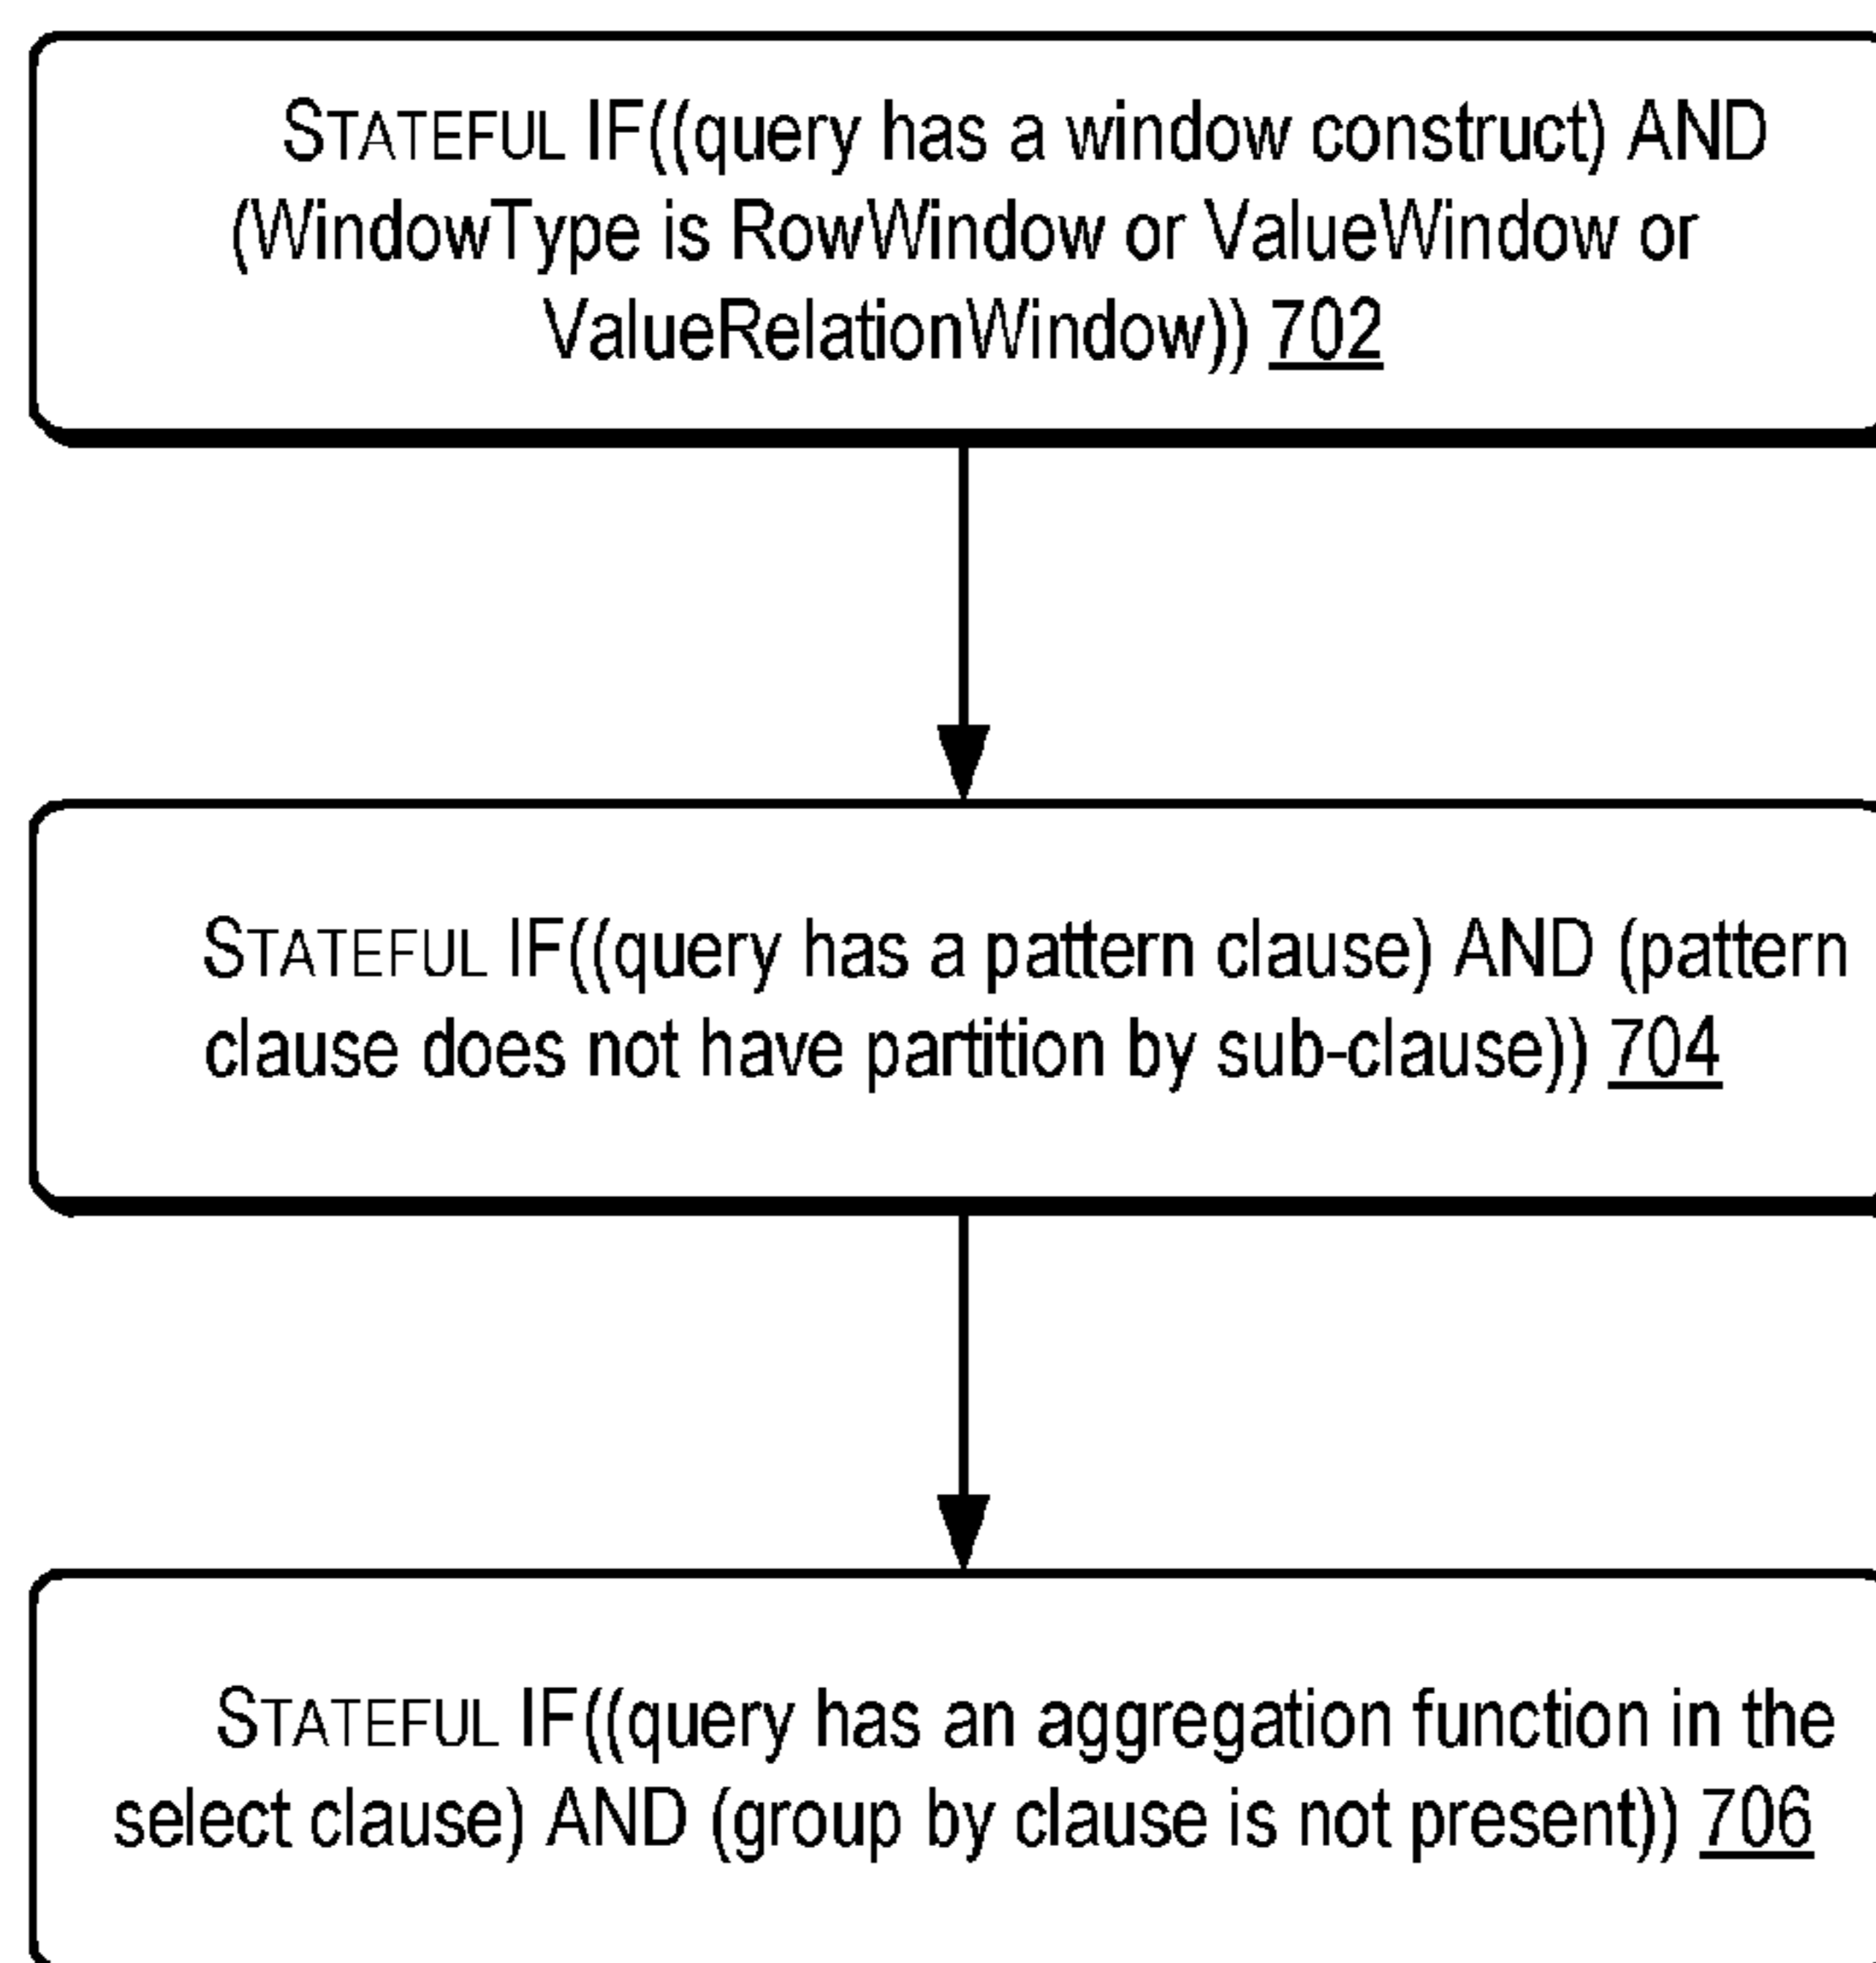 STATEFUL IF((query has a window construct) AND
(WindowType is RowWindow or ValueWindow or
ValueRelationWindow)) 702
STATEFUL IF((query has a pattern clause) AND (pattern
clause does not have partition by sub-clause)) 704
STATEFUL IF((query has an aggregation function in the
select clause) AND (group by clause is not present)) 706